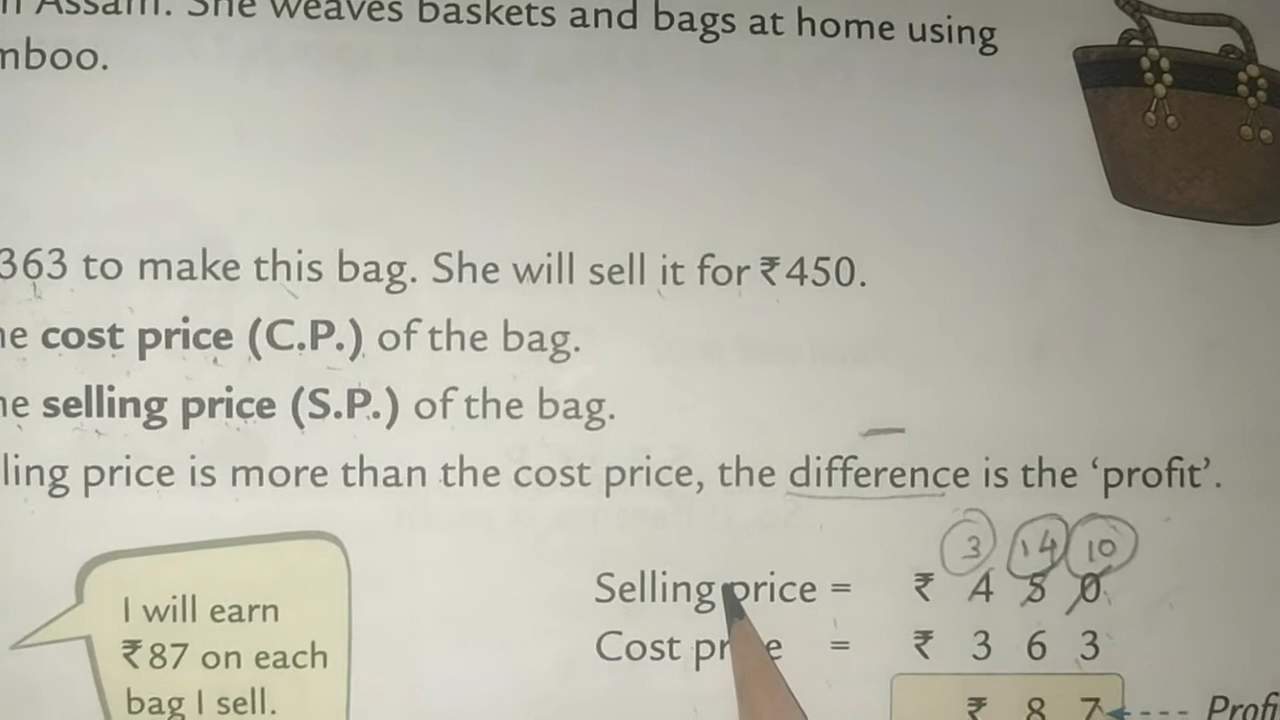 Assam. She weaves baskets and bags at home using
mboo.
363 to make this bag. She will sell it for ₹450.
he cost price (C.P.) of the bag.
he selling price (S.P.) of the bag.
ling price is more than the cost price, the difference is the ‘profit’.
3 14 10
Selling price = ₹ 4 5 0
Cost pr e = ₹ 3 6 3
₹ 8 7 Profi
I will earn
₹87 on each
bag I sell.